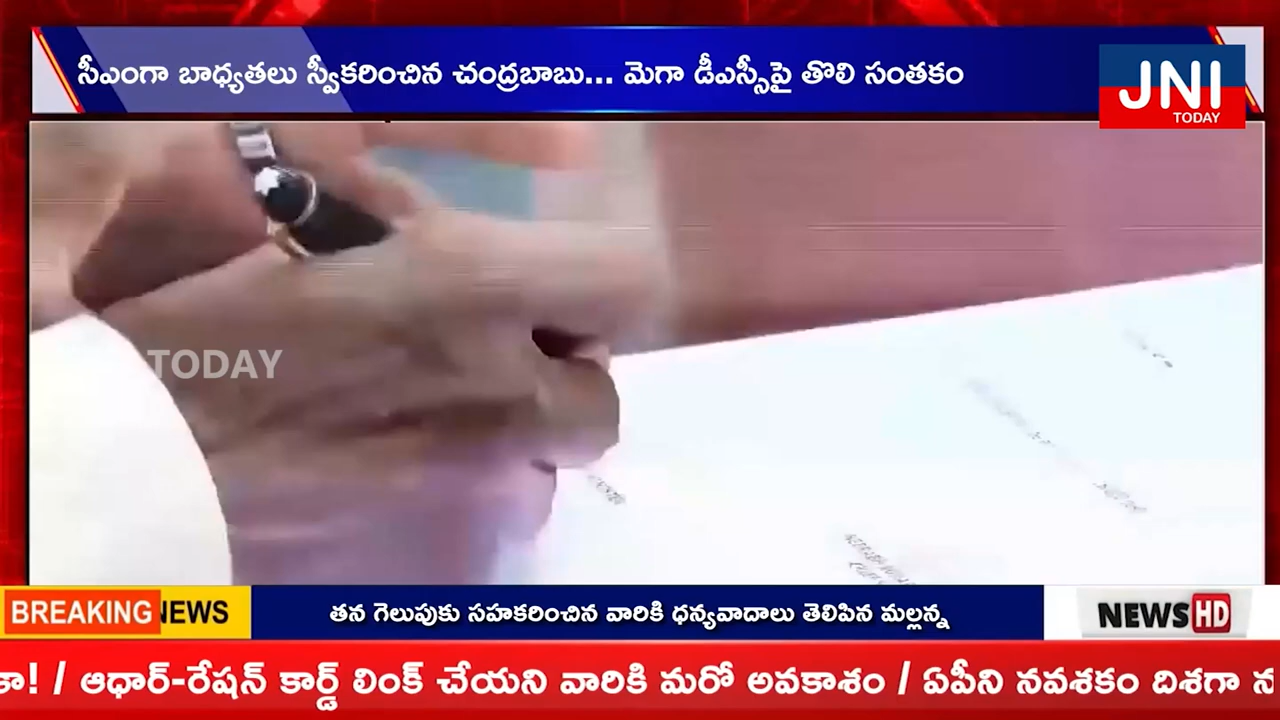 సీఎంగా బాధ్యతలు స్వీకరించిన చంద్రబాబు... మెగా డీఎస్సీపై తొలి సంతకం
JNI
TODAY
TODAY
BREAKING NEWS
తన గెలుపుకు సహకరించిన వారికి ధన్యవాదాలు తెలిపిన మల్లన్న
NEWS HD
కా! / ఆధార్-రేషన్ కార్డ్ లింక్ చేయని వారికి మరో అవకాశం / ఏపీని నవశకం దిశగా న